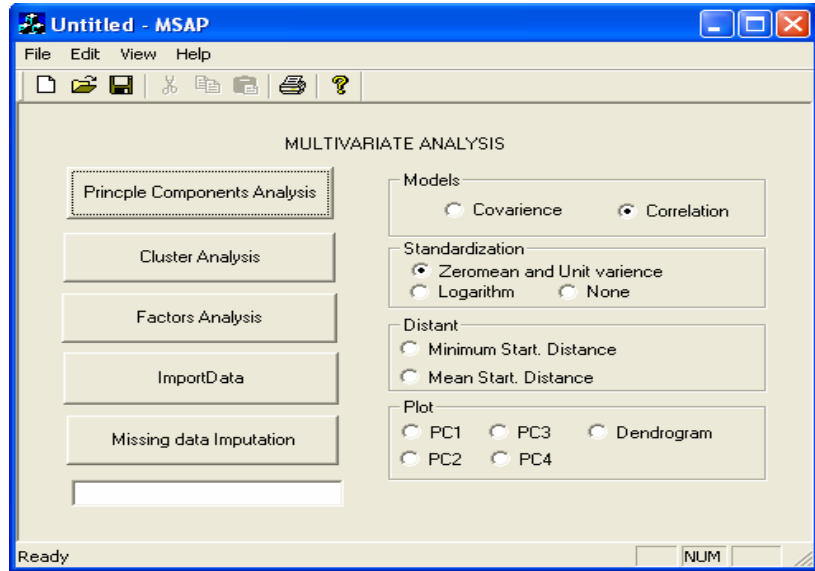 Untitled - MSAP
File Edit View Help
MULTIVARIATE ANALYSIS
Princple Components Analysis
Cluster Analysis
Factors Analysis
ImportData
Missing data Imputation
Models
Covarience Correlation
Standardization
Zeromean and Unit varience
Logarithm None
Distant
Minimum Start. Distance
Mean Start. Distance
Plot
PC1 PC3 Dendrogram
PC2 PC4
Ready NUM